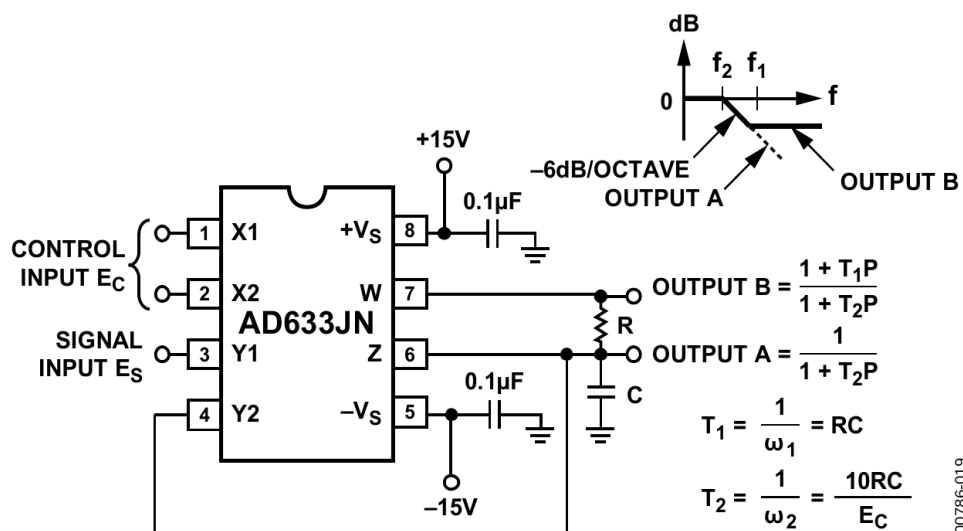 dB
f2 f1
0
f
–6dB/OCTAVE
OUTPUT A
OUTPUT B
+15V
0.1µF
CONTROL
INPUT EC
1 X1
+VS 8
2 X2
W 7
AD633JN
SIGNAL
INPUT ES
3 Y1
Z 6
4 Y2
–VS 5
R
C
0.1µF
–15V
OUTPUT B = 1 + T1P / 1 + T2P
OUTPUT A = 1 / 1 + T2P
T1 = 1 / ω1 = RC
T2 = 1 / ω2 = 10RC / EC
00786-019